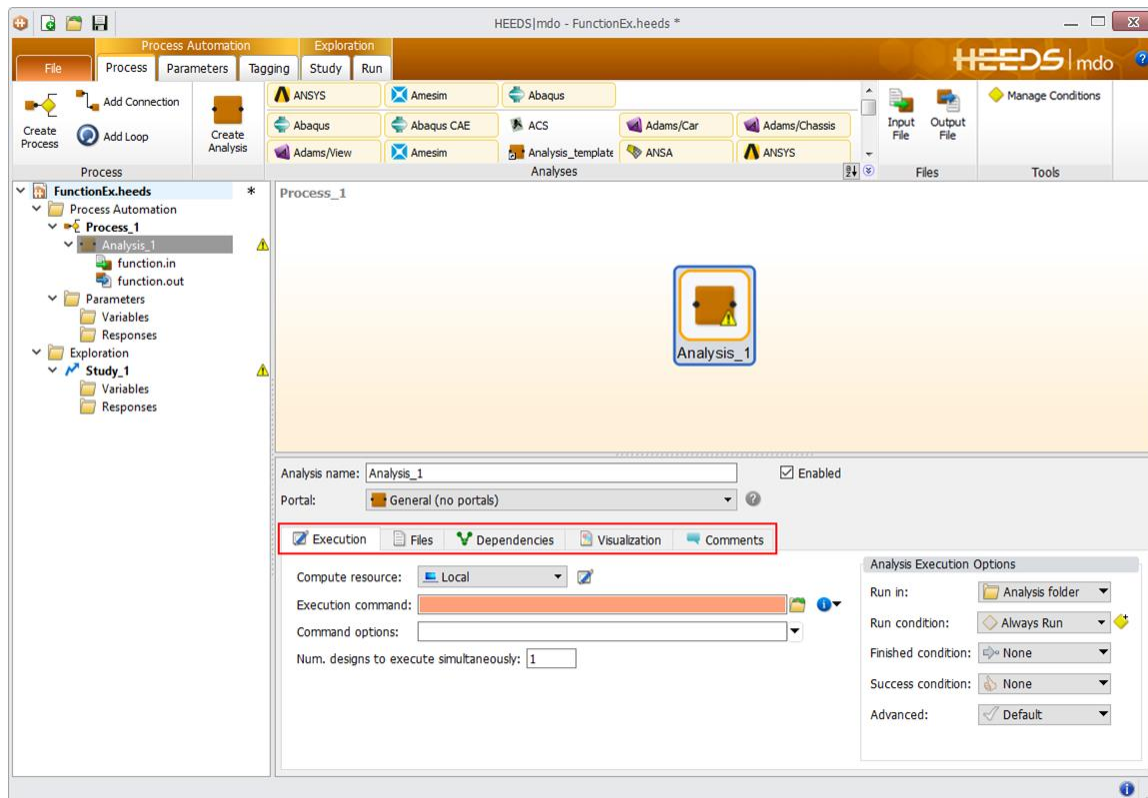 HEEDS|mdo - FunctionEx.heeds *
Process Automation Exploration
File Process Parameters Tagging Study Run
HEEDS | mdo ?
Create Process
Add Connection
Add Loop
Create Analysis
ANSYS Amesim Abaqus
Abaqus Abaqus CAE ACS Adams/Car Adams/Chassis
Adams/View Amesim Analysis_template ANSA ANSYS
Input File
Output File
Manage Conditions
Process Analyses Files Tools
FunctionEx.heeds *
Process Automation
Process_1
Analysis_1
function.in
function.out
Parameters
Variables
Responses
Exploration
Study_1
Variables
Responses
Process_1
Analysis_1
Analysis name: Analysis_1 Enabled
Portal: General (no portals) ?
Execution Files Dependencies Visualization Comments
Compute resource: Local
Execution command:
Command options:
Num. designs to execute simultaneously: 1
Analysis Execution Options
Run in: Analysis folder
Run condition: Always Run
Finished condition: None
Success condition: None
Advanced: Default